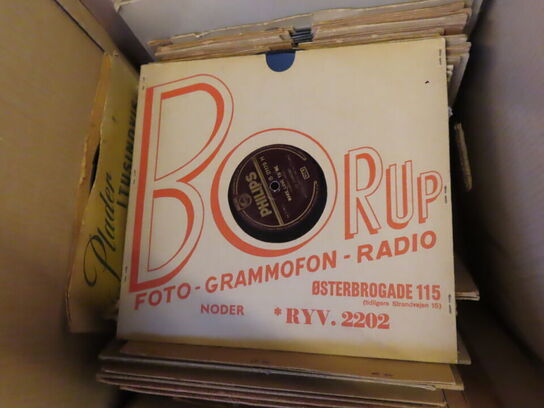 BORUP
FOTO - GRAMMOFON - RADIO
ØSTERBROGADE 115
(tidligere Strandvejen 15)
NODER
*RYV. 2202
PHILIPS
Plader